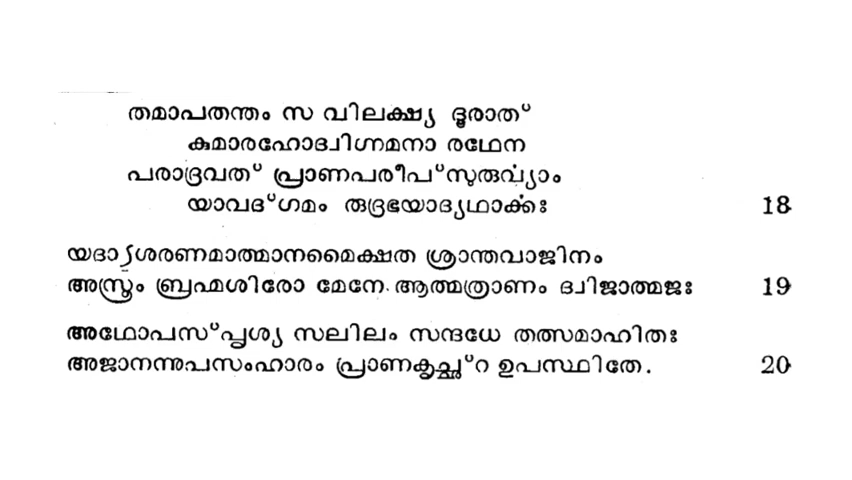 തമാപതന്തം സ വിലക്ഷ്യ ദൂരാത്
കുമാരഹോദ്വിഗ്നമനാ രഥേന
പരാദ്രവത് പ്രാണപരീപ്സുരുർവ്യാം
യാവദ്ഗമം രുദ്രഭയാദ്യഥാർക്കഃ 18
യദാഽശരണമാത്മാനമൈക്ഷത ശ്രാന്തവാജിനം
അസ്ത്രം ബ്രഹ്മശിരോ മേനേ ആത്മത്രാണം ദ്വിജാത്മജഃ 19
അഥോപസ്പൃശ്യ സലിലം സന്ദധേ തത്സമാഹിതഃ
അജാനന്നുപസംഹാരം പ്രാണകൃച്ഛ്റ ഉപസ്ഥിതേ. 20